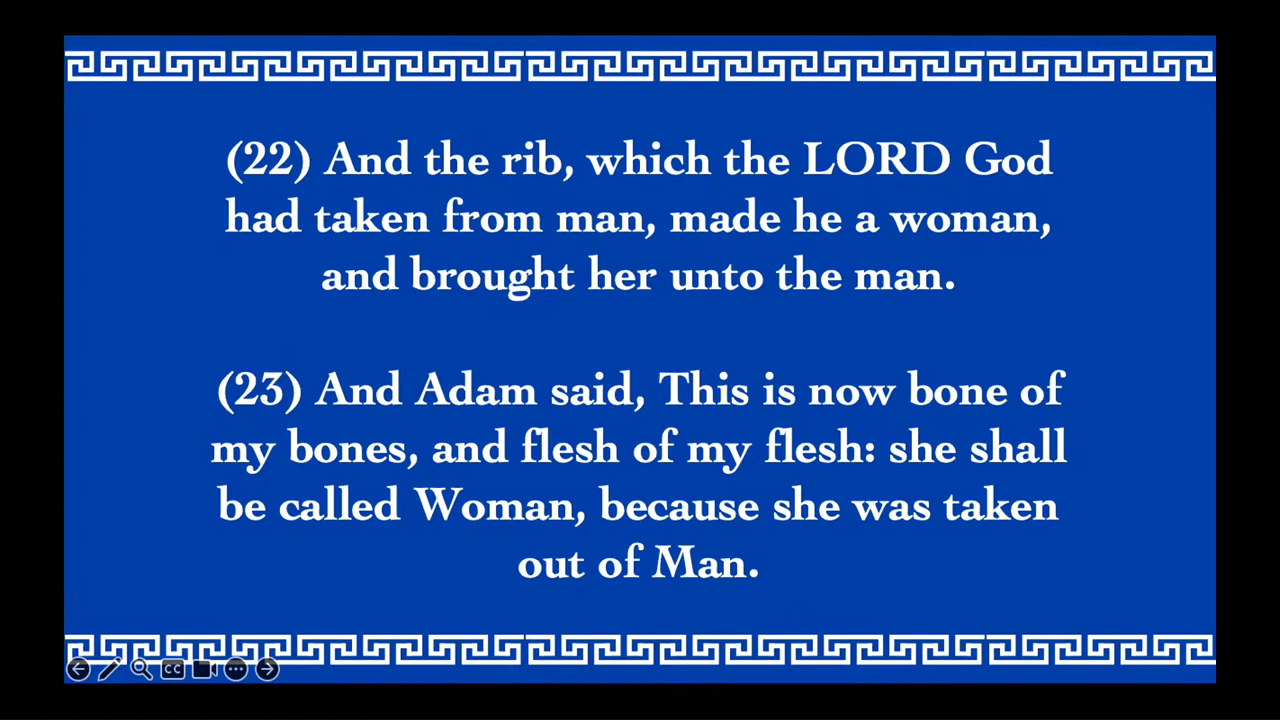 (22) And the rib, which the LORD God
had taken from man, made he a woman,
and brought her unto the man.
(23) And Adam said, This is now bone of
my bones, and flesh of my flesh: she shall
be called Woman, because she was taken
out of Man.
CC